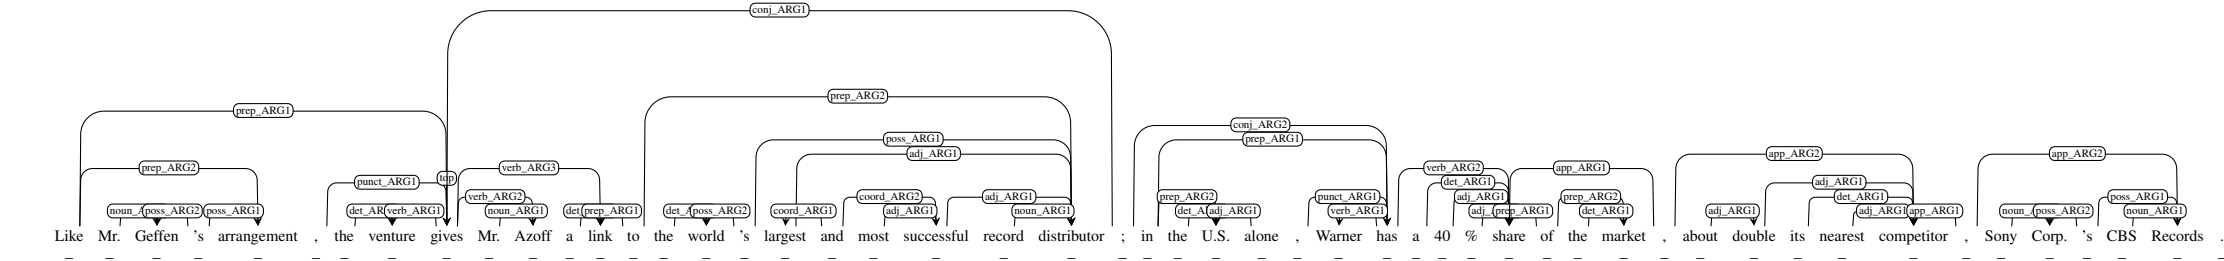 conj_ARG1
prep_ARG2
prep_ARG1
conj_ARG2
poss_ARG1 prep_ARG1
adj_ARG1 app_ARG2 app_ARG2
prep_ARG2 verb_ARG3 verb_ARG2 app_ARG1
punct_ARG1 top det_ARG1 adj_ARG1
verb_ARG2 coord_ARG2 adj_ARG1 prep_ARG2 punct_ARG1 adj_ARG1 prep_ARG2 det_ARG1 poss_ARG1
poss_ARG2 poss_ARG1 verb_ARG1 noun_ARG1 prep_ARG1 poss_ARG2 coord_ARG1 adj_ARG1 noun_ARG1 adj_ARG1 verb_ARG1 prep_ARG1 det_ARG1 adj_ARG1 adj_ARG1 app_ARG1 poss_ARG2 noun_ARG1
Like Mr. Geffen 's arrangement , the venture gives Mr. Azoff a link to the world 's largest and most successful record distributor ; in the U.S. alone , Warner has a 40 % share of the market , about double its nearest competitor , Sony Corp. 's CBS Records .